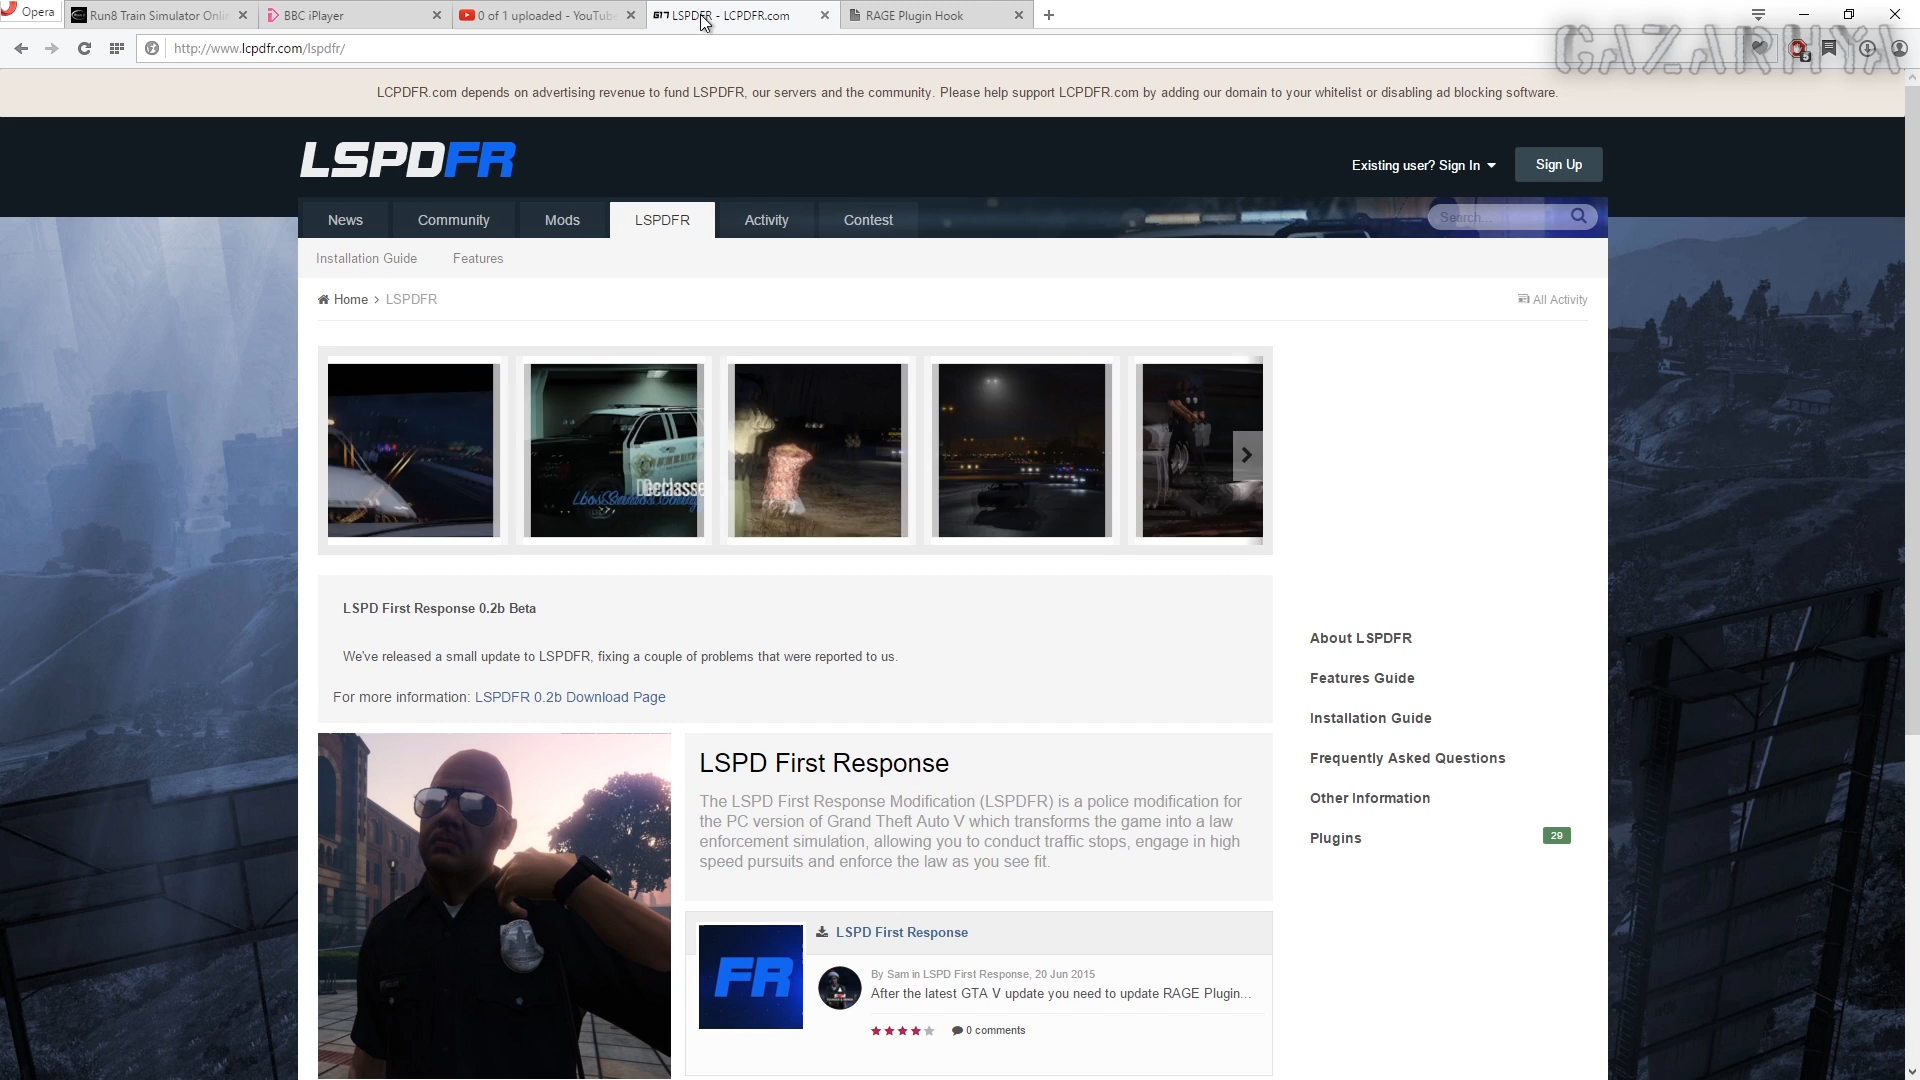 Opera
Run8 Train Simulator Onli
BBC iPlayer
0 of 1 uploaded - YouTube
G17 LSPDFR - LCPDFR.com
RAGE Plugin Hook
http://www.lcpdfr.com/lspdfr/
GAZARHYA
LCPDFR.com depends on advertising revenue to fund LSPDFR, our servers and the community. Please help support LCPDFR.com by adding our domain to your whitelist or disabling ad blocking software.
LSPDFR
Existing user? Sign In
Sign Up
News
Community
Mods
LSPDFR
Activity
Contest
Search...
Installation Guide
Features
Home > LSPDFR
All Activity
Declasse
LSPD First Response 0.2b Beta
We've released a small update to LSPDFR, fixing a couple of problems that were reported to us.
For more information: LSPDFR 0.2b Download Page
About LSPDFR
Features Guide
Installation Guide
Frequently Asked Questions
Other Information
Plugins 29
LSPD First Response
The LSPD First Response Modification (LSPDFR) is a police modification for
the PC version of Grand Theft Auto V which transforms the game into a law
enforcement simulation, allowing you to conduct traffic stops, engage in high
speed pursuits and enforce the law as you see fit.
LSPD First Response
FR
By Sam in LSPD First Response, 20 Jun 2015
After the latest GTA V update you need to update RAGE Plugin...
0 comments